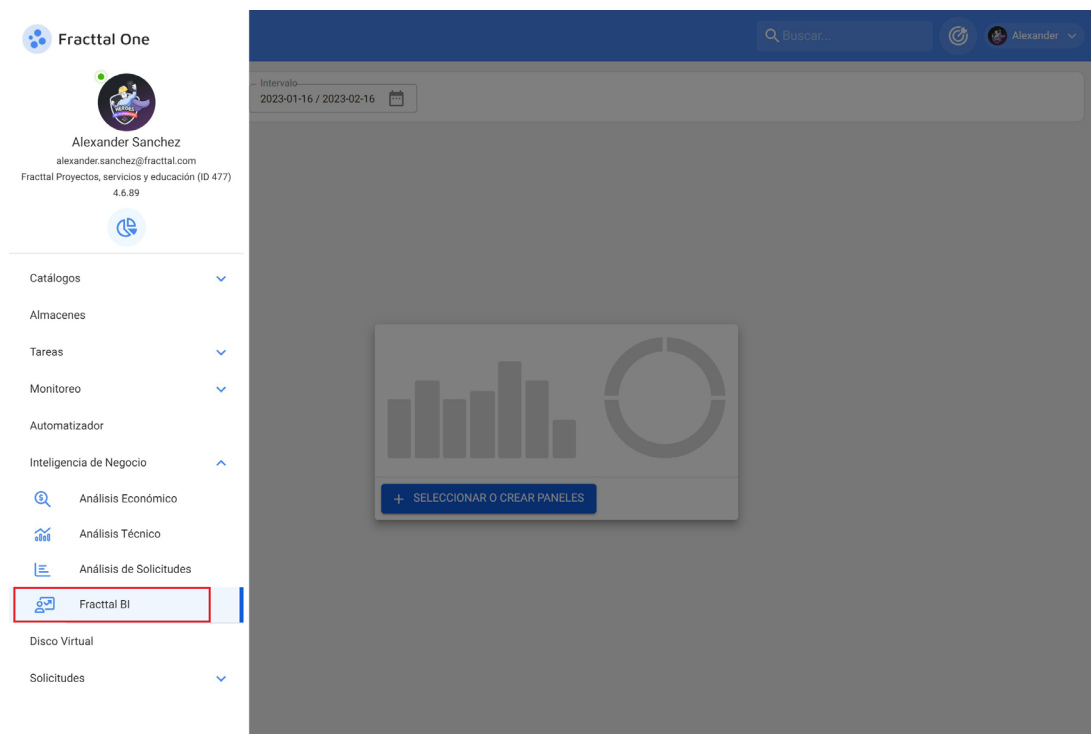 Fracttal One
HEROES
Alexander Sanchez
alexander.sanchez@fracttal.com
Fracttal Proyectos, servicios y educación (ID 477)
4.6.89
Catálogos
Almacenes
Tareas
Monitoreo
Automatizador
Inteligencia de Negocio
Análisis Económico
Análisis Técnico
Análisis de Solicitudes
Fracttal BI
Disco Virtual
Solicitudes
Buscar...
Alexander
Intervalo
2023-01-16 / 2023-02-16
+ SELECCIONAR O CREAR PANELES